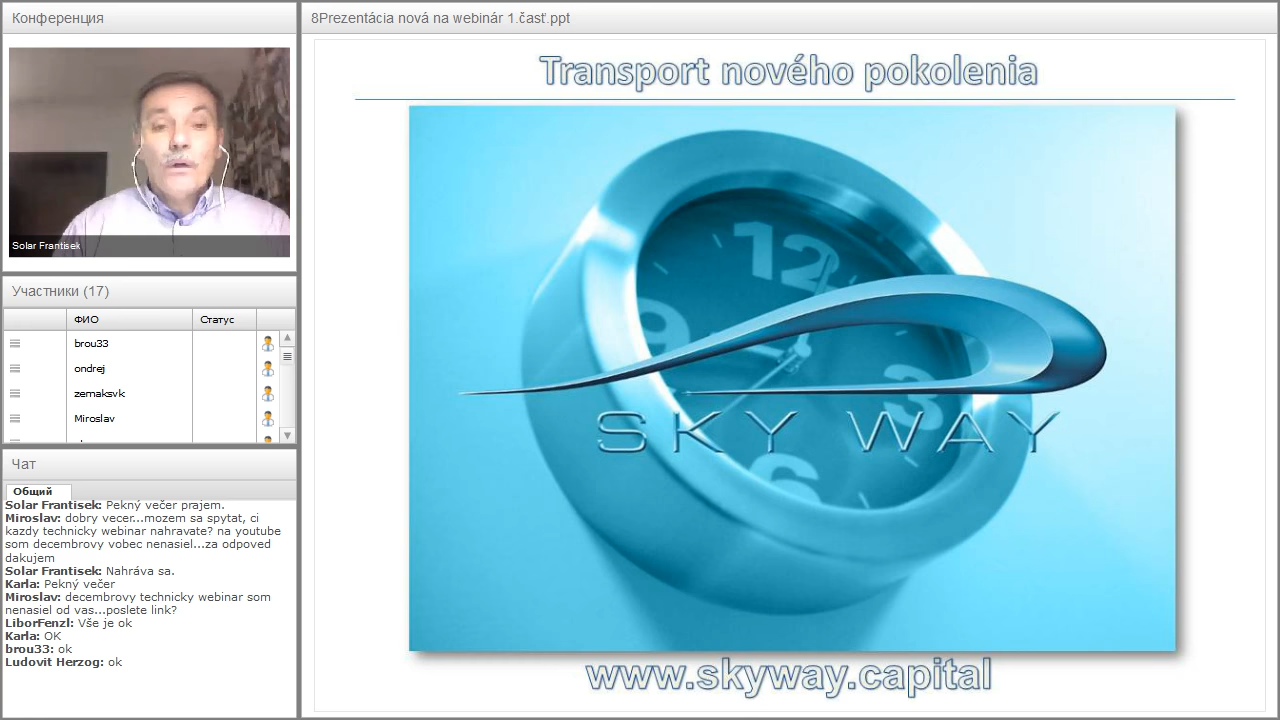 Конференция
Solar Frantisek
Участники (17)
ФИО
Статус
brou33
ondrej
zemaksvk
Miroslav
Чат
Общий
Solar Frantisek: Pekný večer prajem.
Miroslav: dobry vecer...mozem sa spytat, ci
kazdy technicky webinar nahravate? na youtube
som decembrovy vobec nenasiel...za odpoved
dakujem
Solar Frantisek: Nahráva sa.
Karla: Pekný večer
Miroslav: decembrovy technicky webinar som
nenasiel od vas...poslete link?
LiborFenzl: Vše je ok
Karla: OK
brou33: ok
Ludovit Herzog: ok
8Prezentácia nová na webinár 1.časť.ppt
Transport nového pokolenia
12
9
3
6
SKY WAY
www.skyway.capital